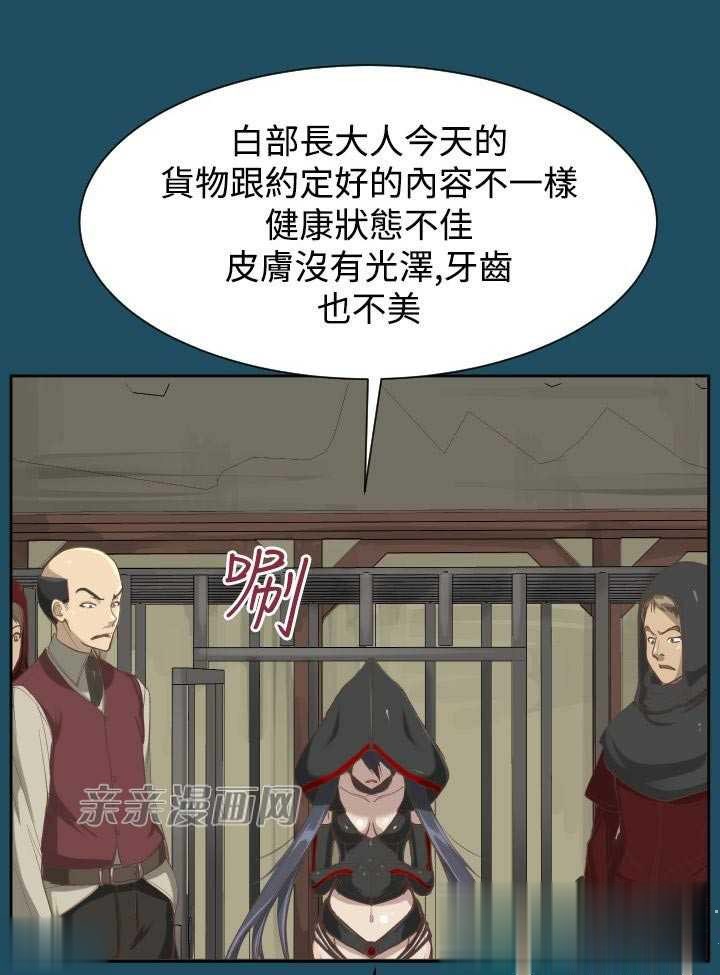 白部長大人今天的
貨物跟約定好的內容不一樣
健康狀態不佳
皮膚沒有光澤,牙齒
也不美
唰
亲亲漫画网